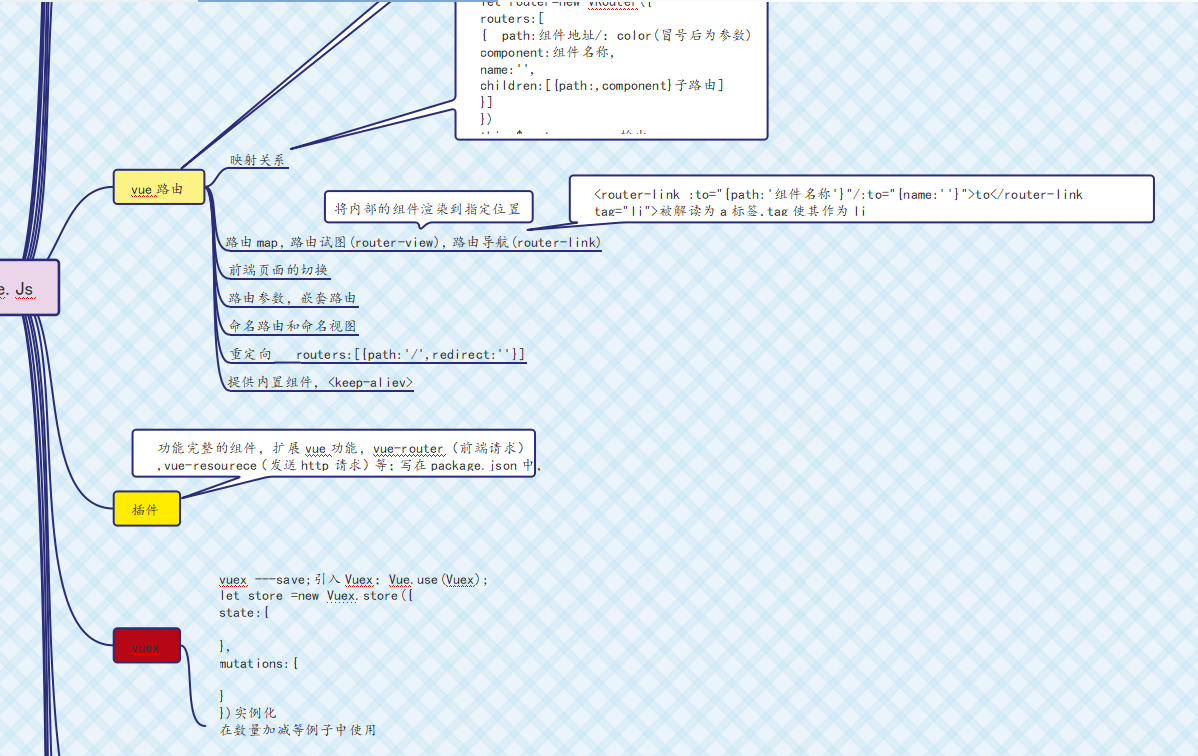 let router=new VRouter({
routers:[
{ path:组件地址/: color(冒号后为参数)
component:组件名称,
name:'',
children:[{path:,component}子路由]
}]
})
映射关系
vue 路由
将内部的组件渲染到指定位置
<router-link :to="{path:'组件名称'}"/:to="{name:''}">to</router-link
tag="li">被解读为 a 标签.tag 使其作为 li
路由 map, 路由试图(router-view), 路由导航(router-link)
前端页面的切换
e. Js
路由参数, 嵌套路由
命名路由和命名视图
重定向 routers:[{path:'/',redirect:''}]
提供内置组件, <keep-aliev>
功能完整的组件, 扩展 vue 功能, vue-router (前端请求)
,vue-resourece(发送 http 请求)等; 写在 package.json 中.
插件
vuex ---save;引入 Vuex; Vue.use(Vuex);
let store =new Vuex.store({
state:[
},
vuex
mutations:[
}
})实例化
在数量加减等例子中使用